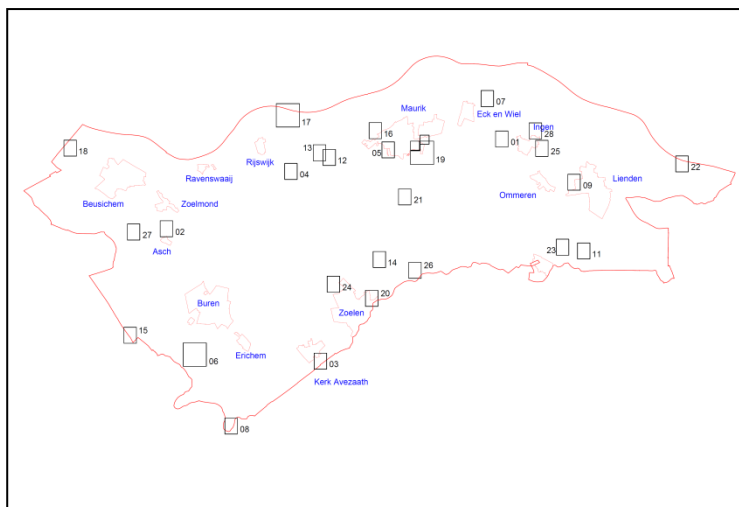 07
17
Maurik
Eck en Wiel
16
28
Ingen
01
18
Rijswijk
13
12
05
19
25
22
Ravenswaaij
04
Lienden
09
Ommeren
Beusichem
Zoelmond
21
27
02
Asch
23
11
14
26
24
20
Buren
Zoelen
15
Erichem
06
03
Kerk Avezaath
08